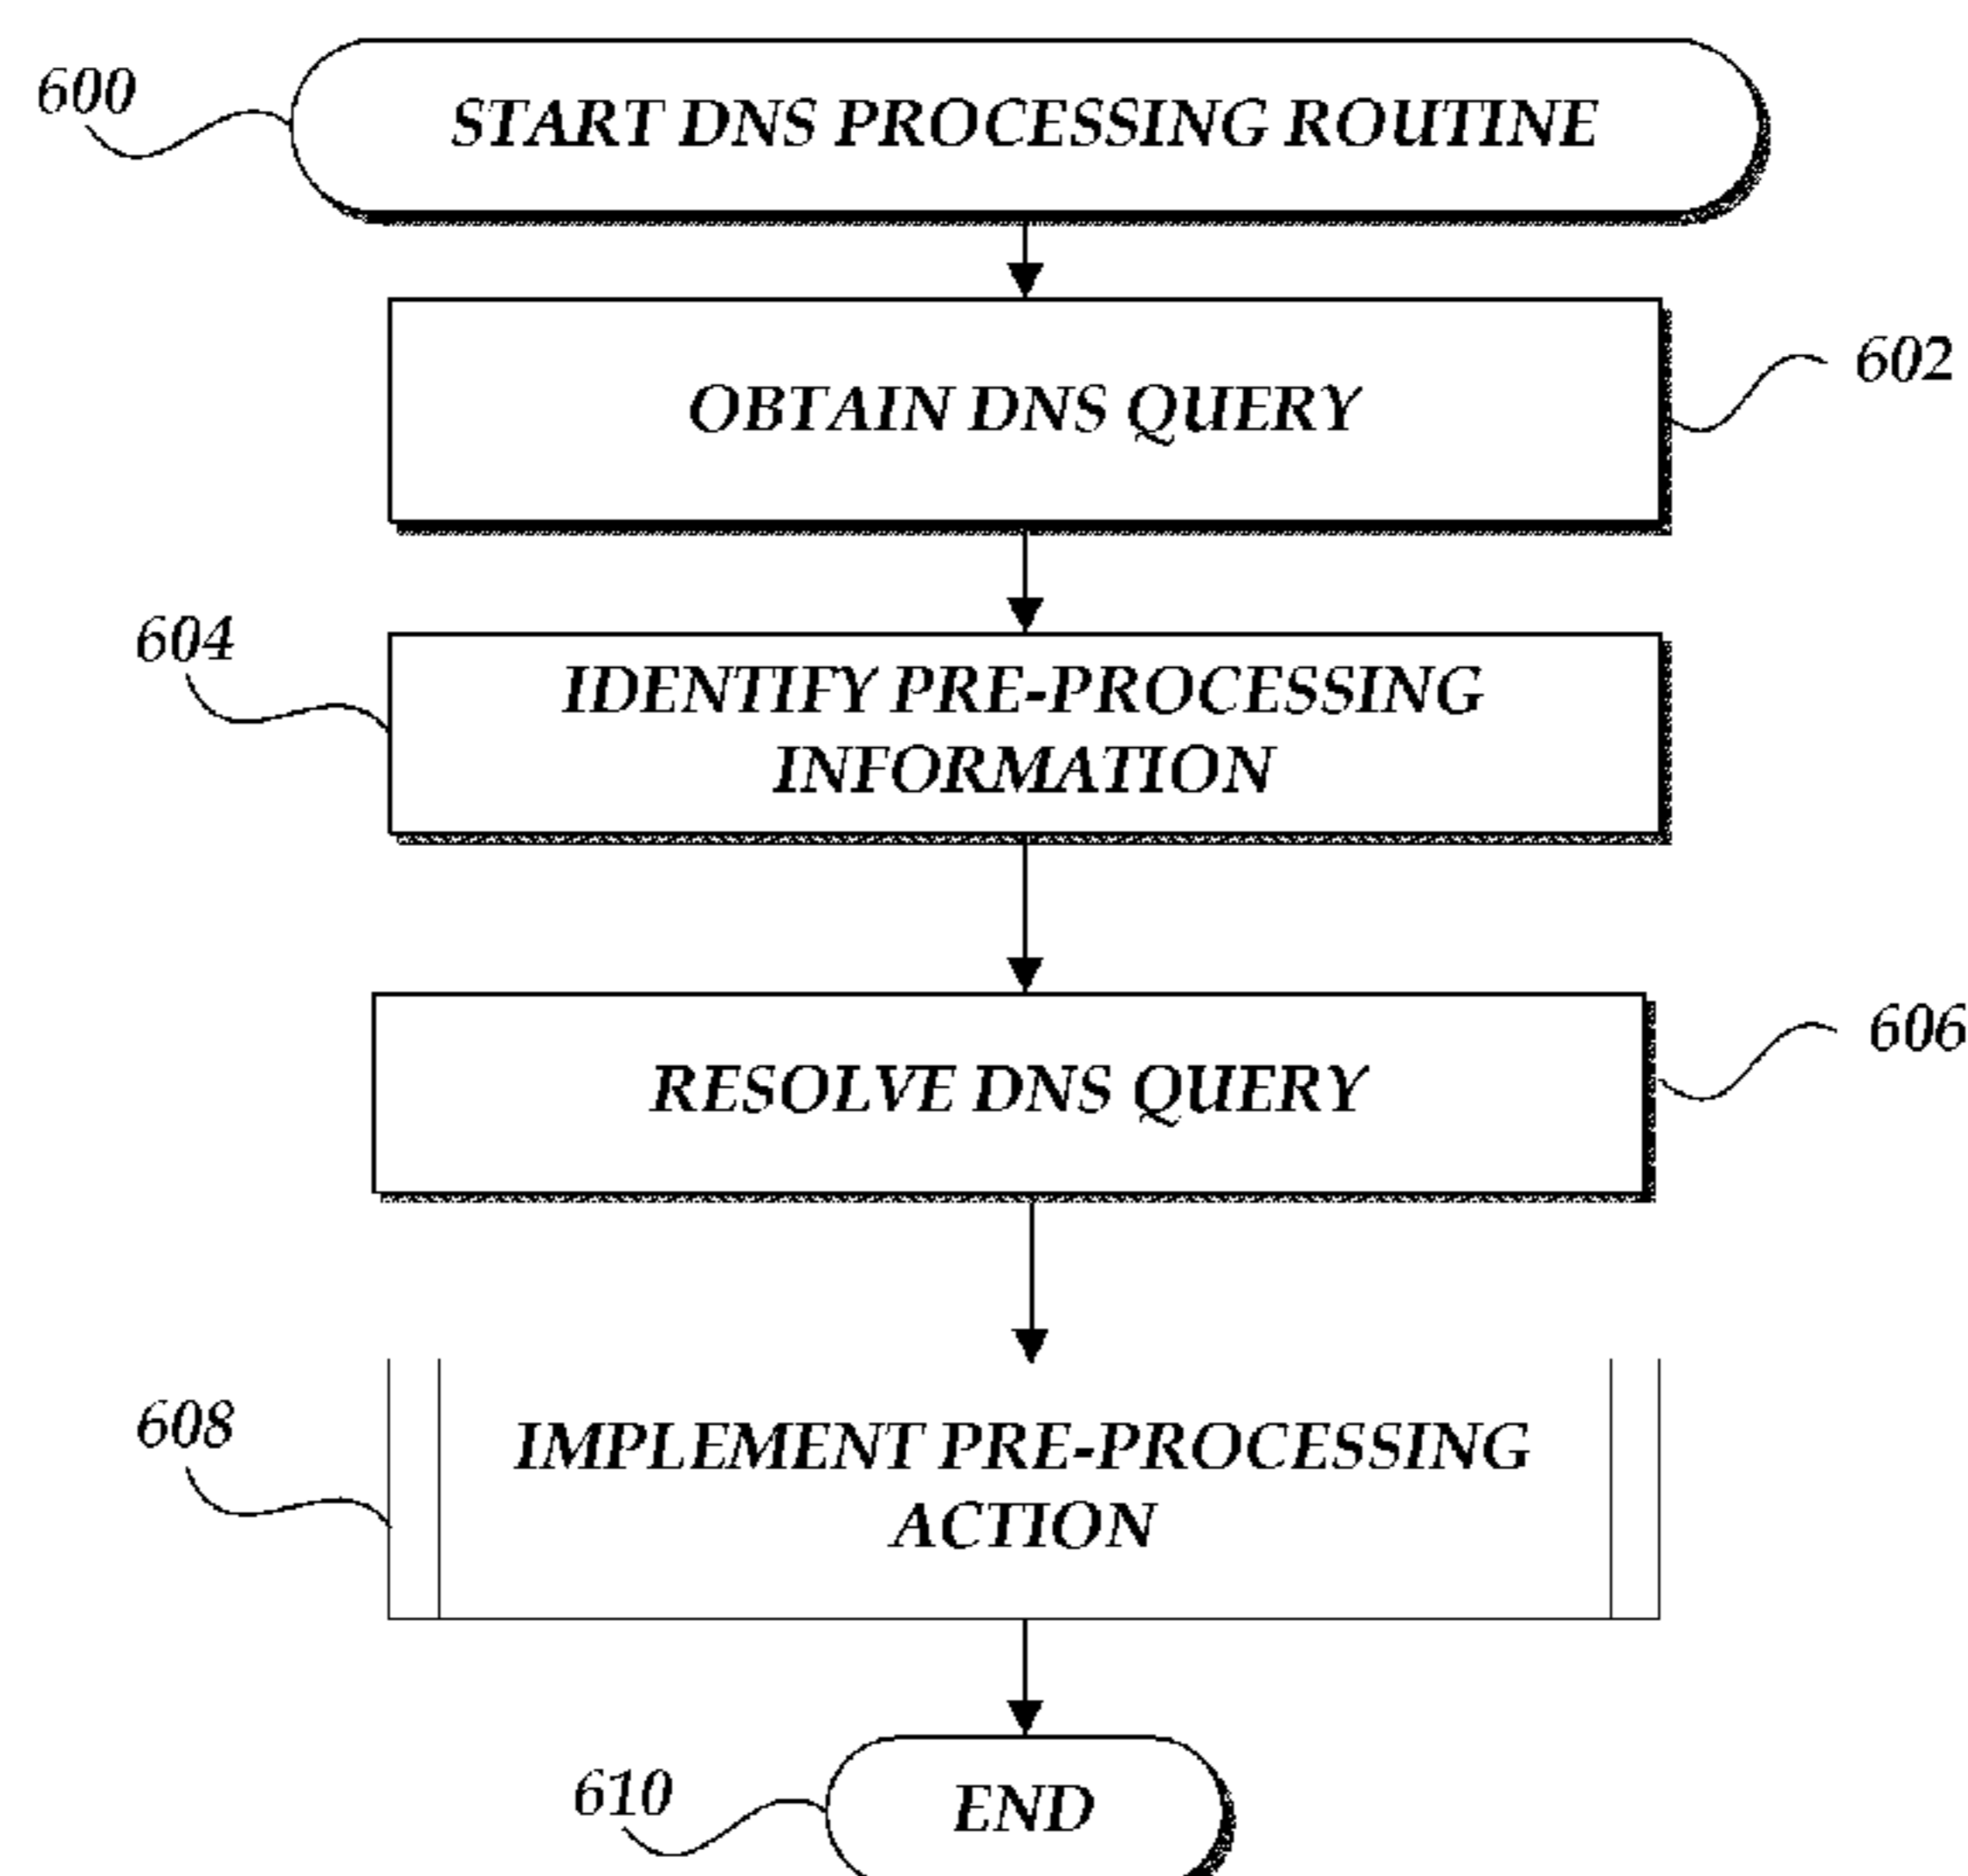 600
START DNS PROCESSING ROUTINE
OBTAIN DNS QUERY
602
604
IDENTIFY PRE-PROCESSING
INFORMATION
RESOLVE DNS QUERY
606
608
IMPLEMENT PRE-PROCESSING
ACTION
610
END